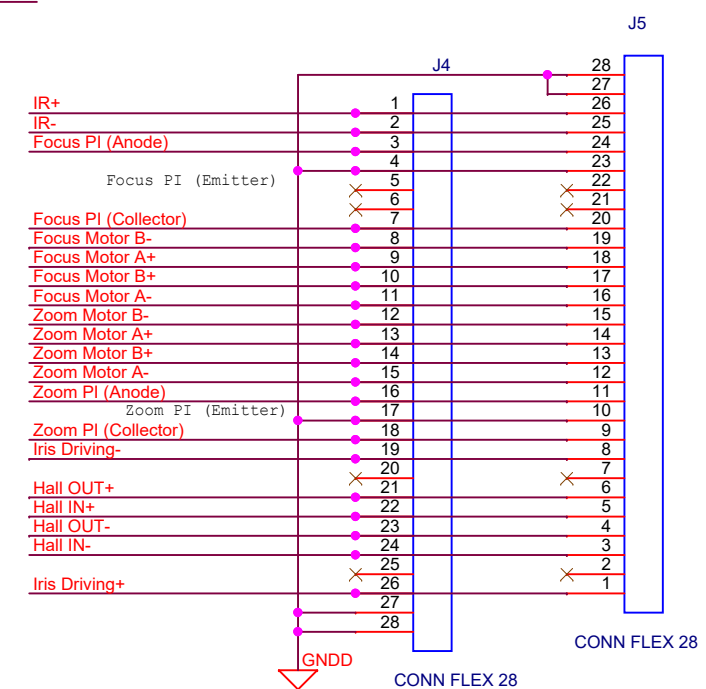 J5
J4
28
27
IR+ 1 26
IR- 2 25
Focus PI (Anode) 3 24
4 23
Focus PI (Emitter) 5 22
6 21
Focus PI (Collector) 7 20
Focus Motor B- 8 19
Focus Motor A+ 9 18
Focus Motor B+ 10 17
Focus Motor A- 11 16
Zoom Motor B- 12 15
Zoom Motor A+ 13 14
Zoom Motor B+ 14 13
Zoom Motor A- 15 12
Zoom PI (Anode) 16 11
Zoom PI (Emitter) 17 10
Zoom PI (Collector) 18 9
Iris Driving- 19 8
20 7
Hall OUT+ 21 6
Hall IN+ 22 5
Hall OUT- 23 4
Hall IN- 24 3
25 2
Iris Driving+ 26 1
27
28
CONN FLEX 28
GNDD
CONN FLEX 28